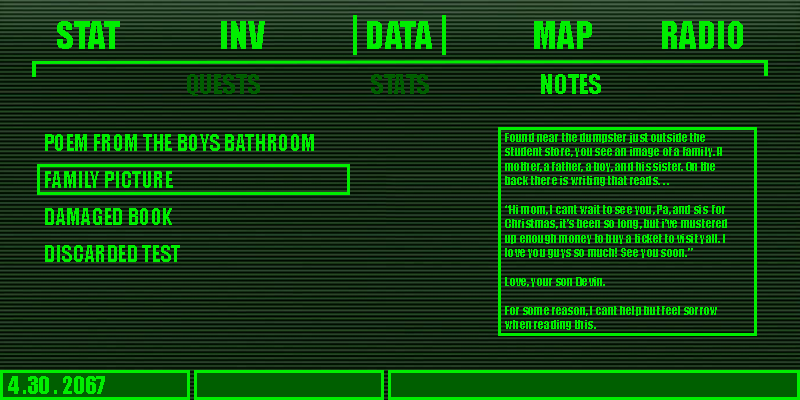 STAT INV DATA MAP RADIO
QUESTS STATS NOTES
POEM FROM THE BOYS BATHROOM
FAMILY PICTURE
DAMAGED BOOK
DISCARDED TEST
Found near the dumpster just outside the
student store, you see an image of a family. A
mother, a father, a boy, and his sister. On the
back there is writing that reads. . .
"Hi mom, I cant wait to see you, Pa, and sis for
Christmas, it's been so long, but i've mustered
up enough money to buy a ticket to visit yall. I
love you guys so much! See you soon."
Love, your son Devin.
For some reason, I cant help but feel sorrow
when reading this.
4.30.2067